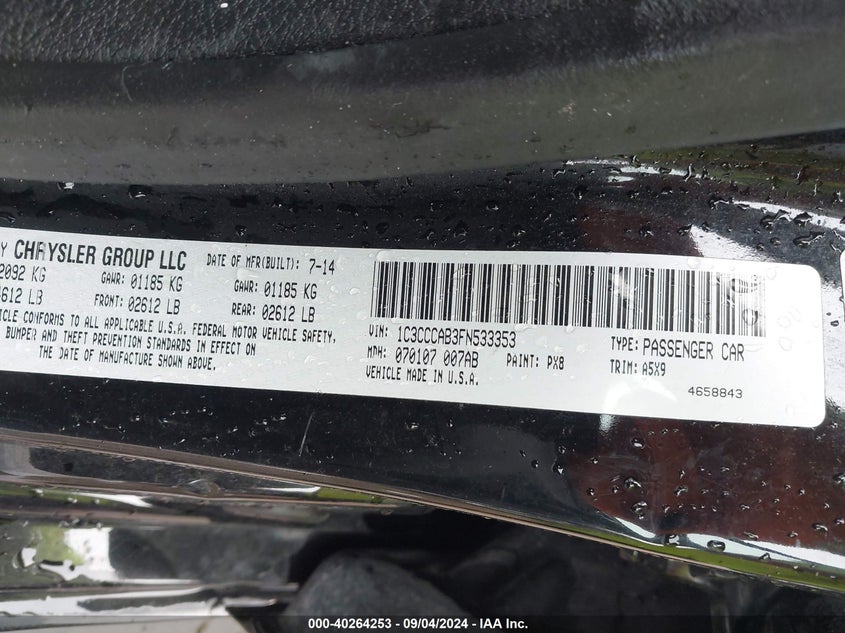 Y CHRYSLER GROUP LLC DATE OF MFR(BUILT): 7-14
2092 KG GAWR: 01185 KG GAWR: 01185 KG
4612 LB FRONT: 02612 LB REAR: 02612 LB
CONFORMS TO ALL APPLICABLE U.S.A. FEDERAL MOTOR VEHICLE SAFETY,
BUMPER AND THEFT PREVENTION STANDARDS IN EFFECT ON
THE DATE OF MANUFACTURE SHOWN ABOVE.
VIN: 1C3CCCAB3FN533353 TYPE: PASSENGER CAR
MDH: 070107 007AB PAINT: PX8 TRIM: A5X9
VEHICLE MADE IN U.S.A. 4658843
000-40264253 - 09/04/2024 - IAA Inc.